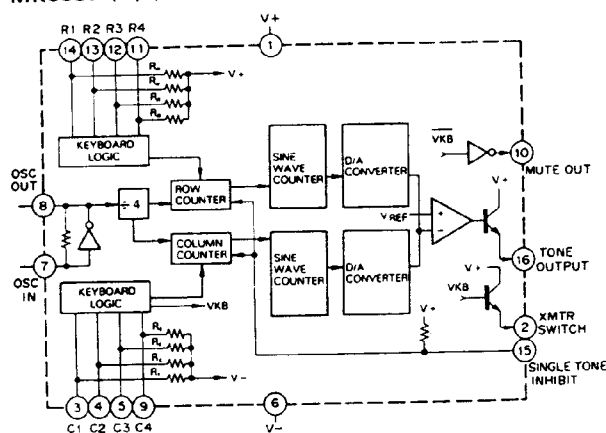 V+
1
R1 R2 R3 R4
14 13 12 11
V+
KEYBOARD
LOGIC
OSC
OUT
8
÷ 4
ROW
COUNTER
SINE
WAVE
COUNTER
D/A
CONVERTER
VKB
10
MUTE OUT
V+
VREF
+
-
COLUMN
COUNTER
SINE
WAVE
COUNTER
D/A
CONVERTER
16
TONE
OUTPUT
7
OSC
IN
KEYBOARD
LOGIC
VKB
V+
VKB
V+
2
XMTR
SWITCH
15
SINGLE TONE
INHIBIT
V-
3 4 5 9
C1 C2 C3 C4
6
V-